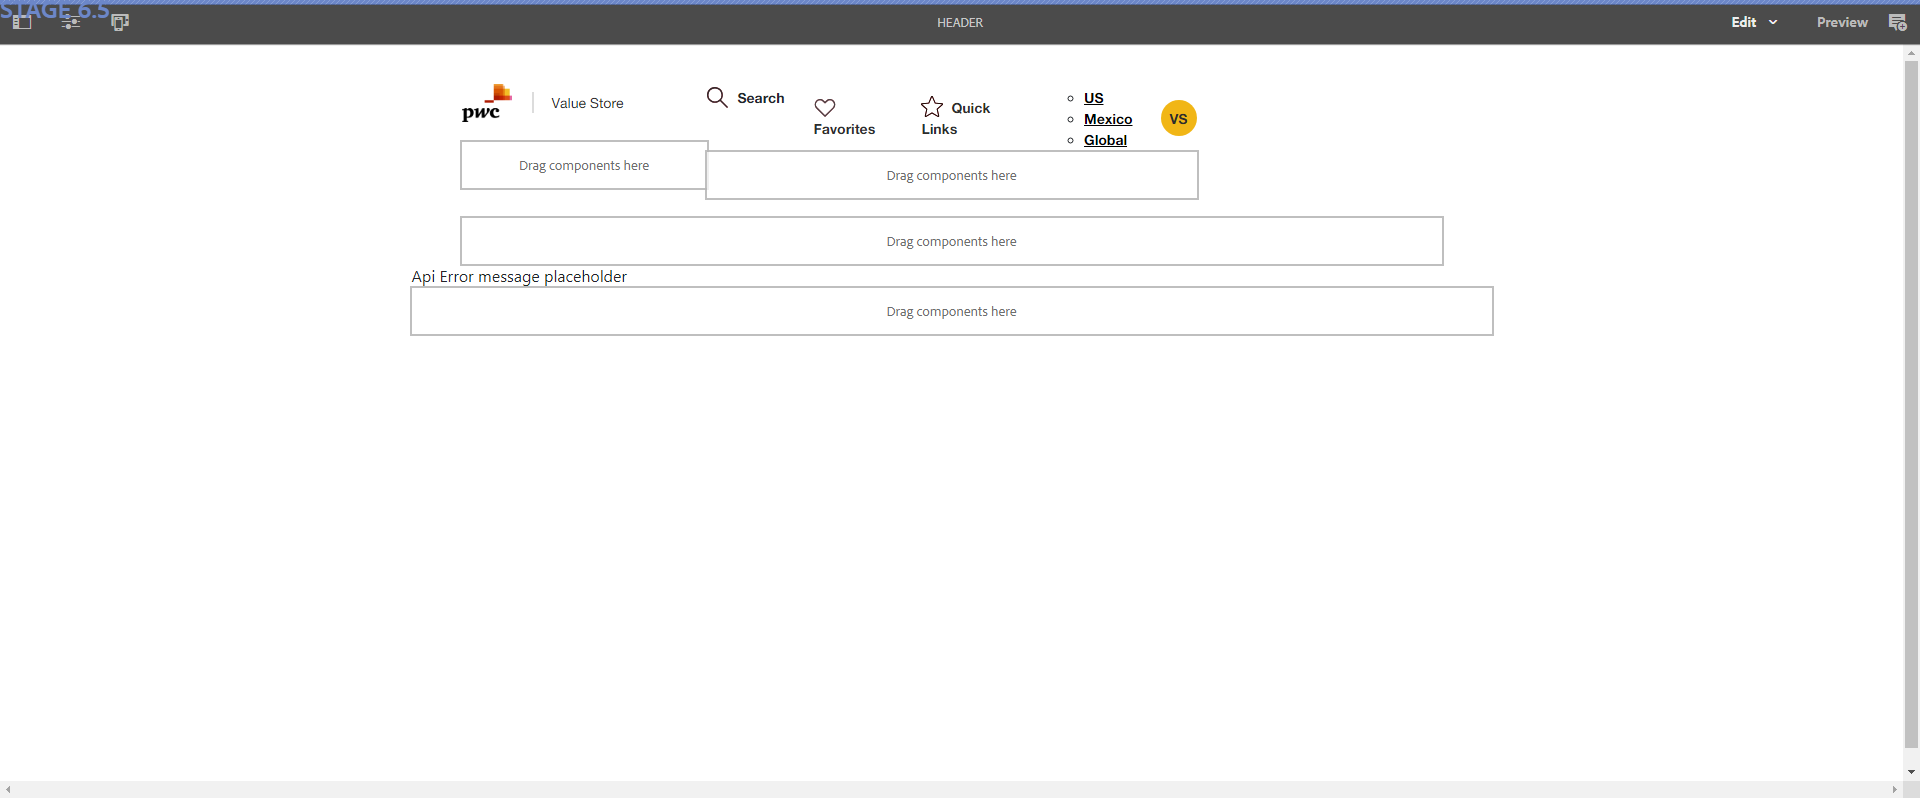 STAGE 6.5
HEADER
Edit
Preview
pwc
Value Store
Search
Favorites
Quick
Links
US
Mexico
Global
VS
Drag components here
Drag components here
Drag components here
Api Error message placeholder
Drag components here